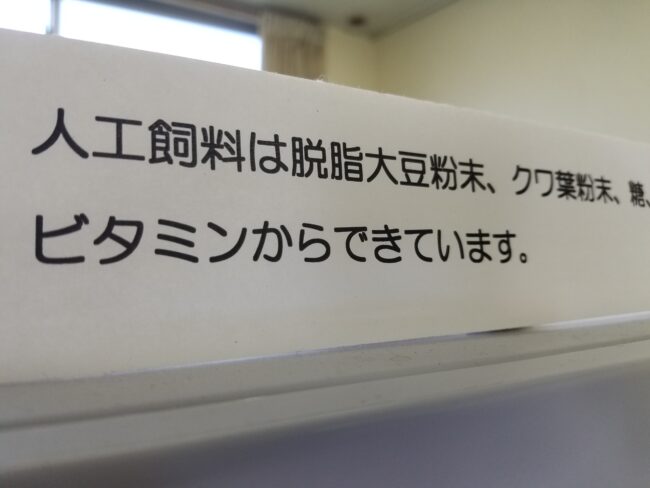 人工飼料は脱脂大豆粉末、クワ葉粉末、糖、
ビタミンからできています。